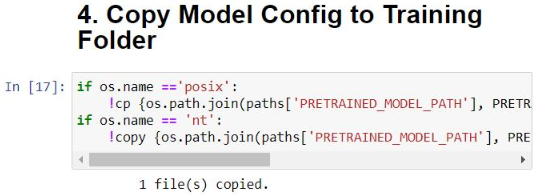 4. Copy Model Config to Training
Folder
In [17]: if os.name =='posix':
!cp {os.path.join(paths['PRETRAINED_MODEL_PATH'], PRETR
if os.name == 'nt':
!copy {os.path.join(paths['PRETRAINED_MODEL_PATH'], PRE
1 file(s) copied.